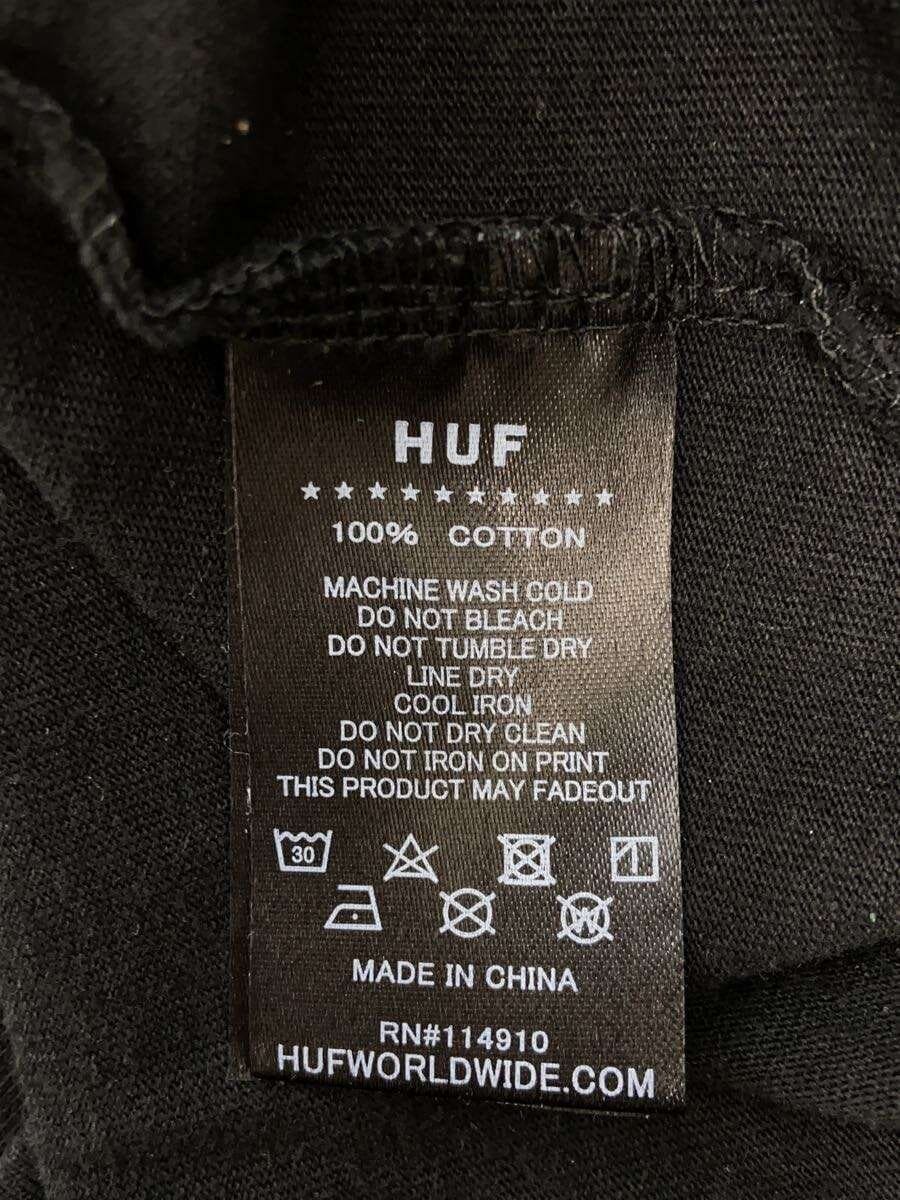 HUF
100% COTTON
MACHINE WASH COLD
DO NOT BLEACH
DO NOT TUMBLE DRY
LINE DRY
COOL IRON
DO NOT DRY CLEAN
DO NOT IRON ON PRINT
THIS PRODUCT MAY FADEOUT
30
W
MADE IN CHINA
RN#114910
HUFWORLDWIDE.COM